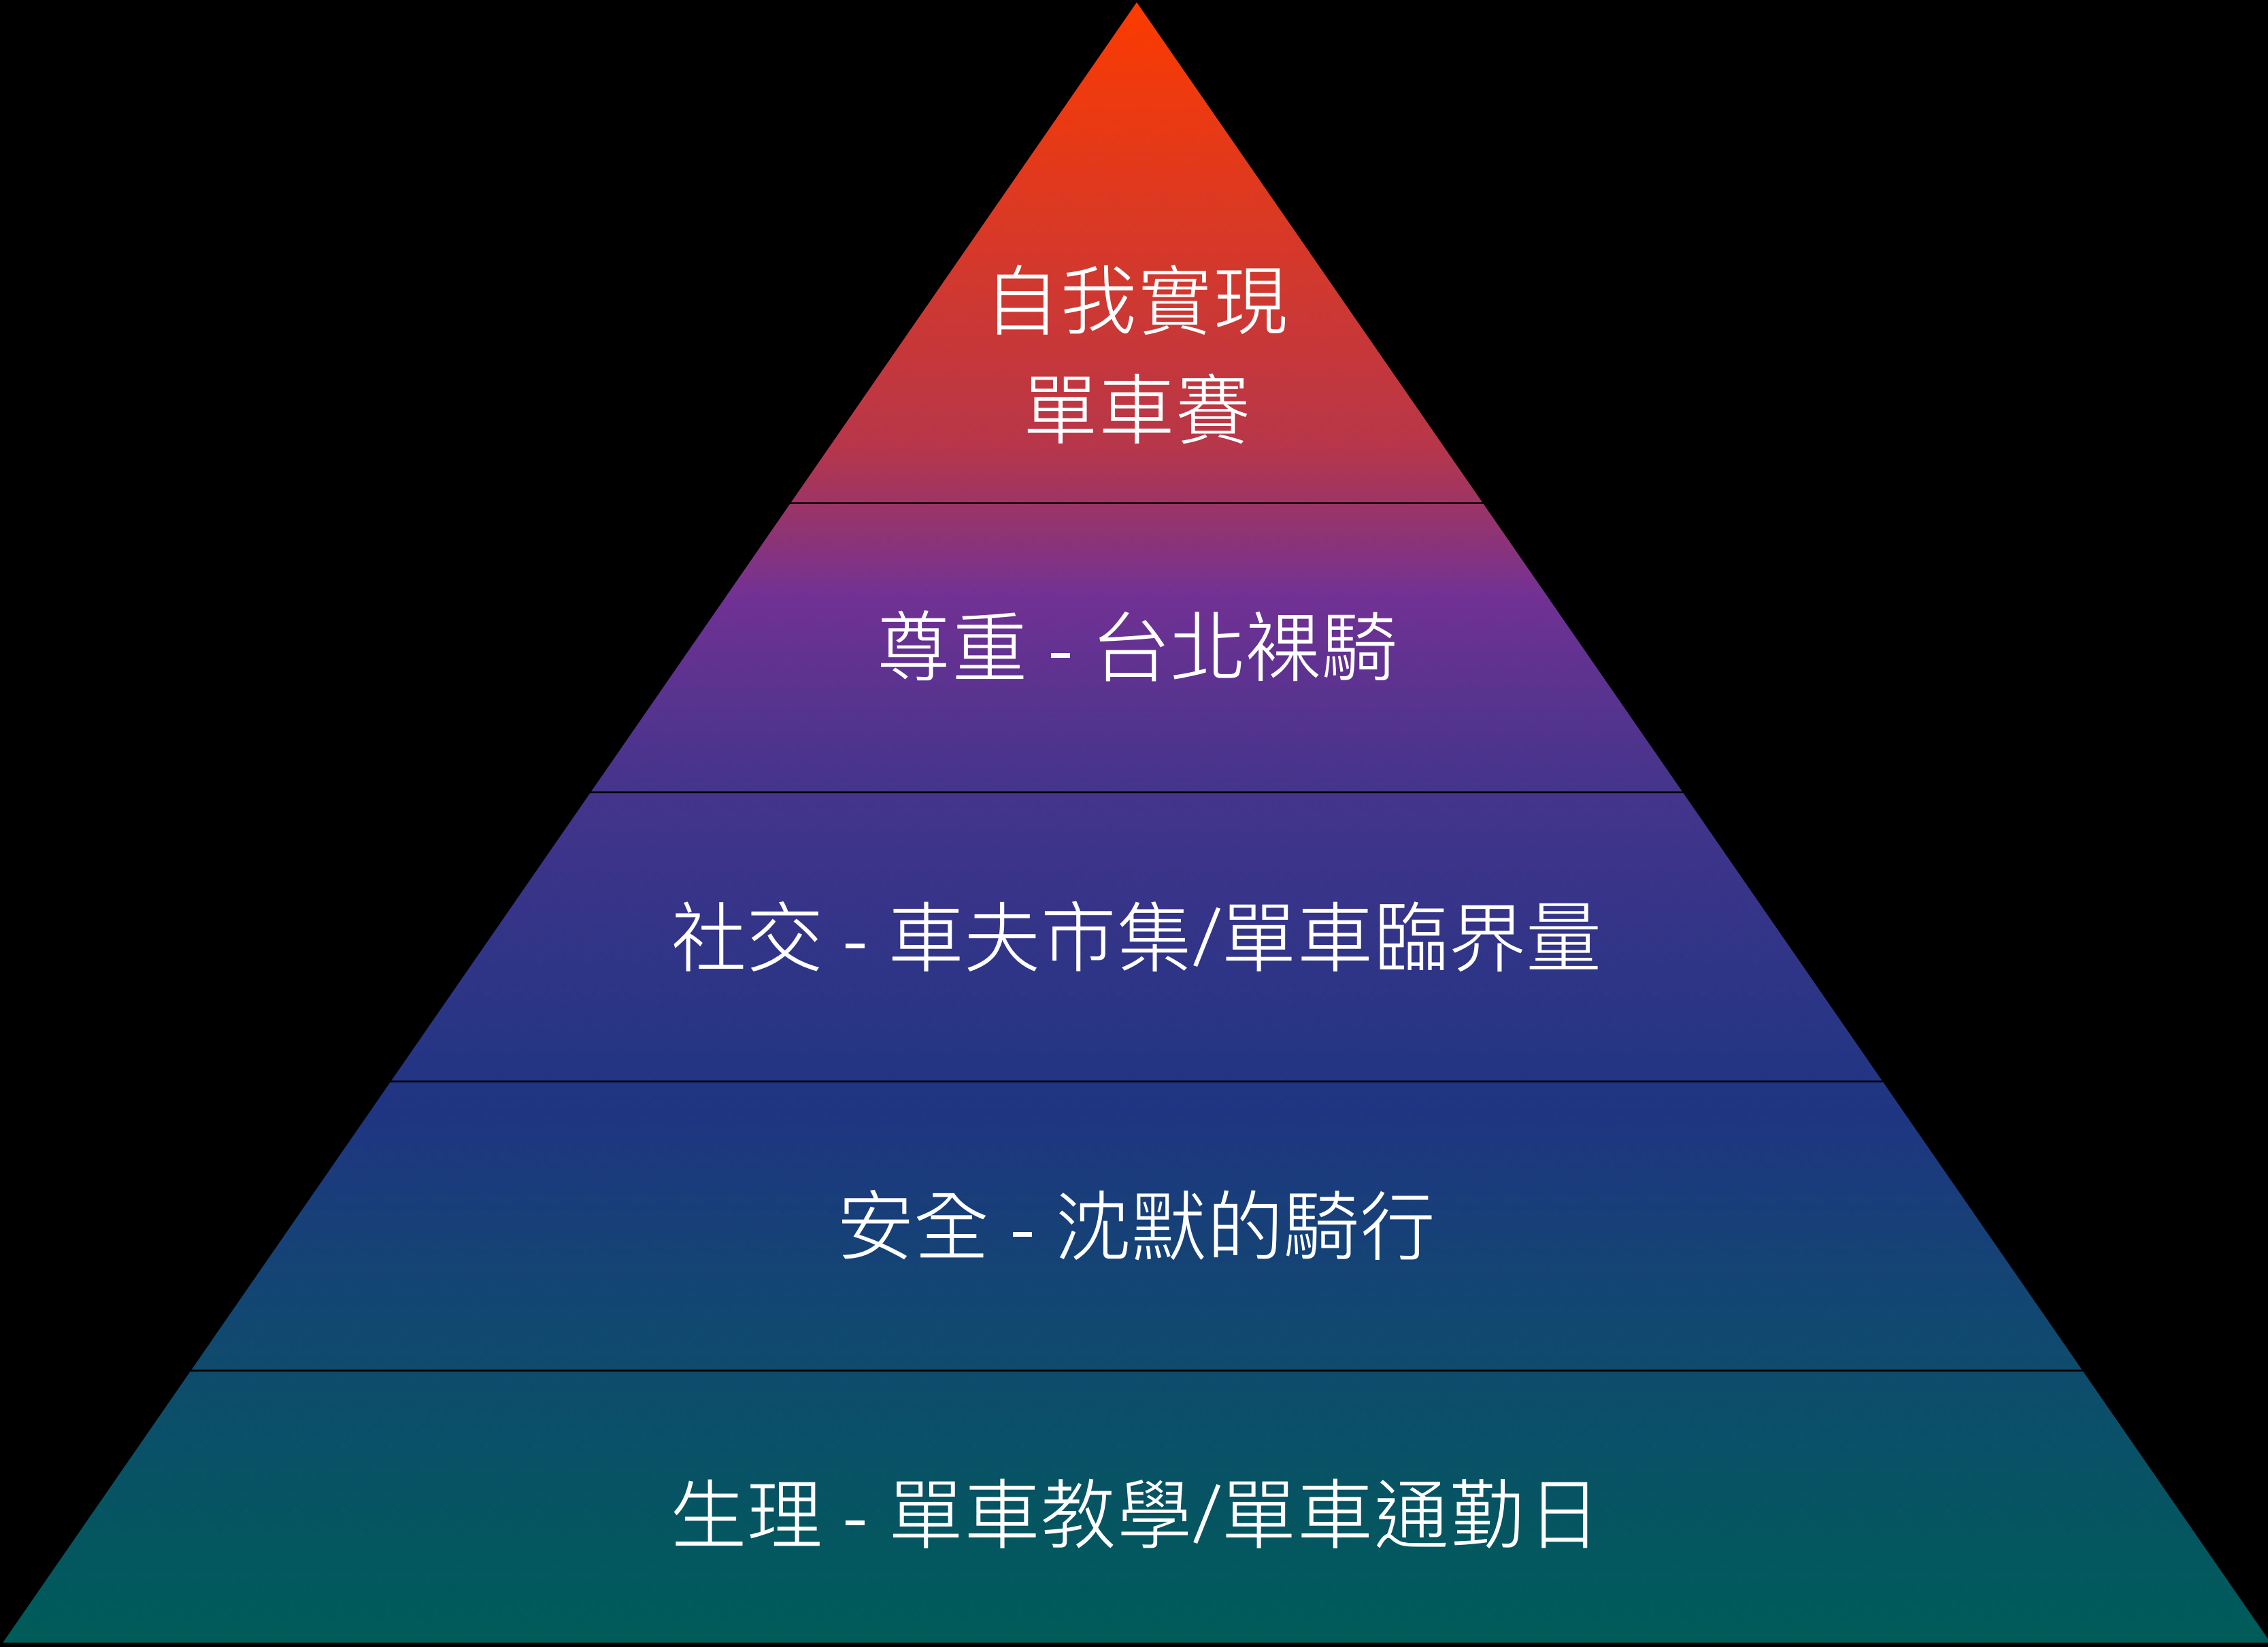 自我實現
單車賽
尊重 - 台北裸騎
社交 - 車夫市集/單車臨界量
安全 - 沈默的騎行
生理 - 單車教學/單車通勤日